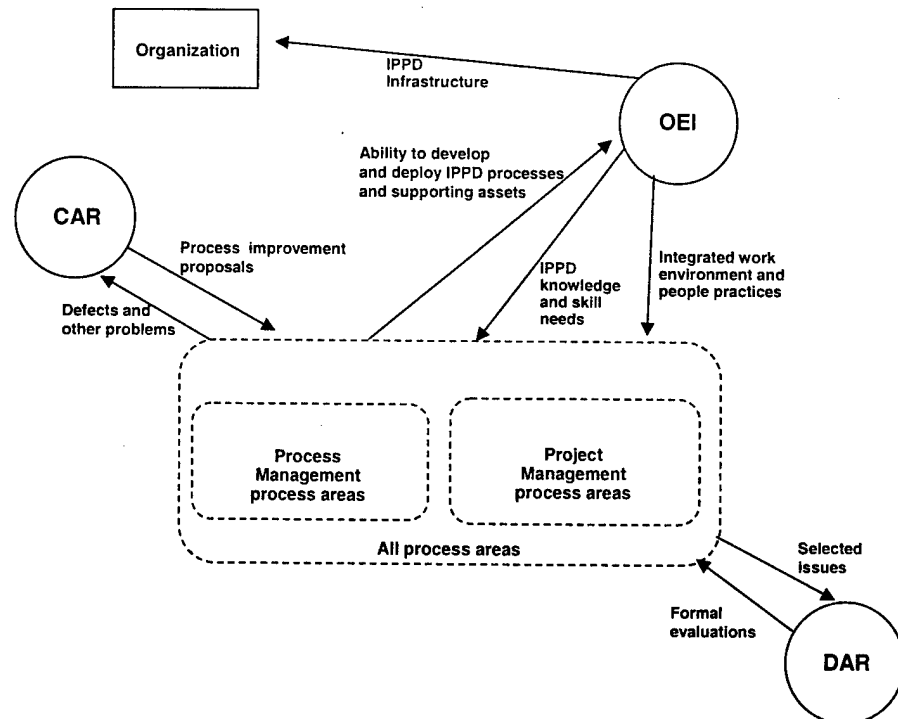 Organization
IPPD
Infrastructure
OEI
Ability to develop
and deploy IPPD processes
and supporting assets
CAR
Process improvement
proposals
Integrated work
environment and
people practices
IPPD
knowledge
and skill
needs
Defects and
other problems
Process
Management
process areas
Project
Management
process areas
All process areas
Selected
issues
Formal
evaluations
DAR